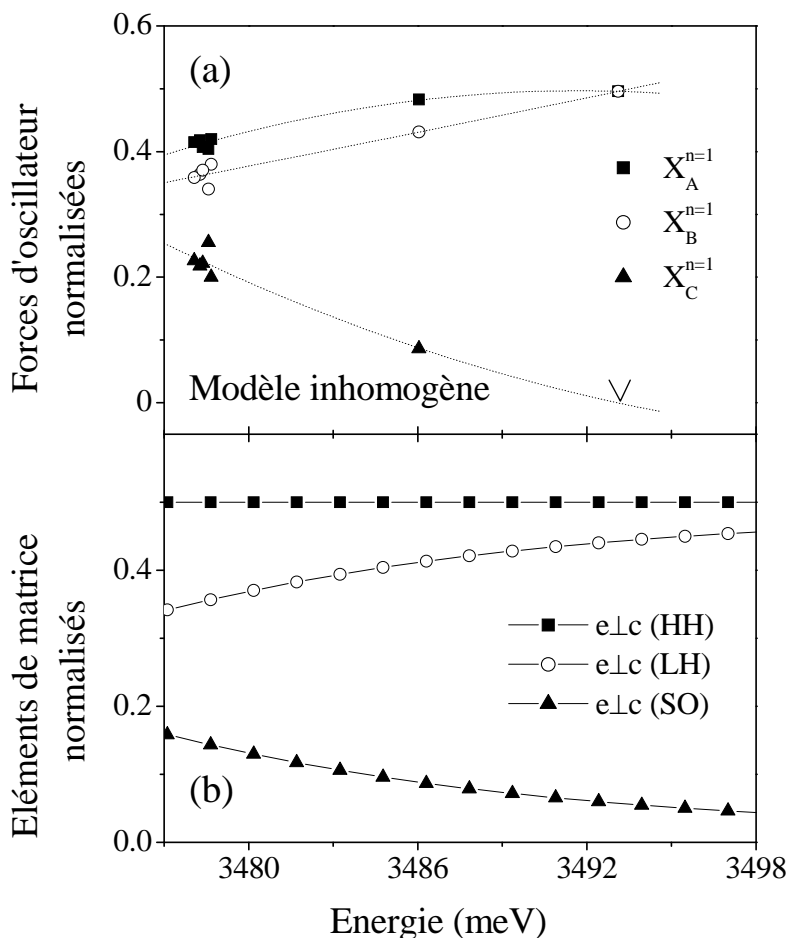 0.6
(a)
0.4
0.2
0
Forces d'oscillateur
normalisées
X_A^{n=1}
X_B^{n=1}
X_C^{n=1}
Modèle inhomogène
0.4
0.2
0.0
Eléments de matrice
normalisés
e⊥c (HH)
e⊥c (LH)
e⊥c (SO)
(b)
3480 3486 3492 3498
Energie (meV)